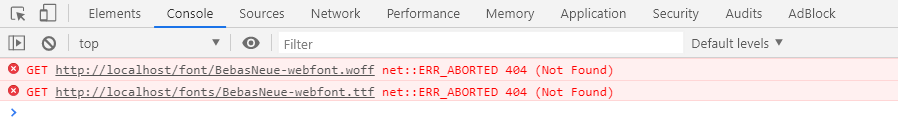 Elements Console Sources Network Performance Memory Application Security Audits AdBlock
top Filter Default levels
GET http://localhost/font/BebasNeue-webfont.woff net::ERR_ABORTED 404 (Not Found)
GET http://localhost/fonts/BebasNeue-webfont.ttf net::ERR_ABORTED 404 (Not Found)